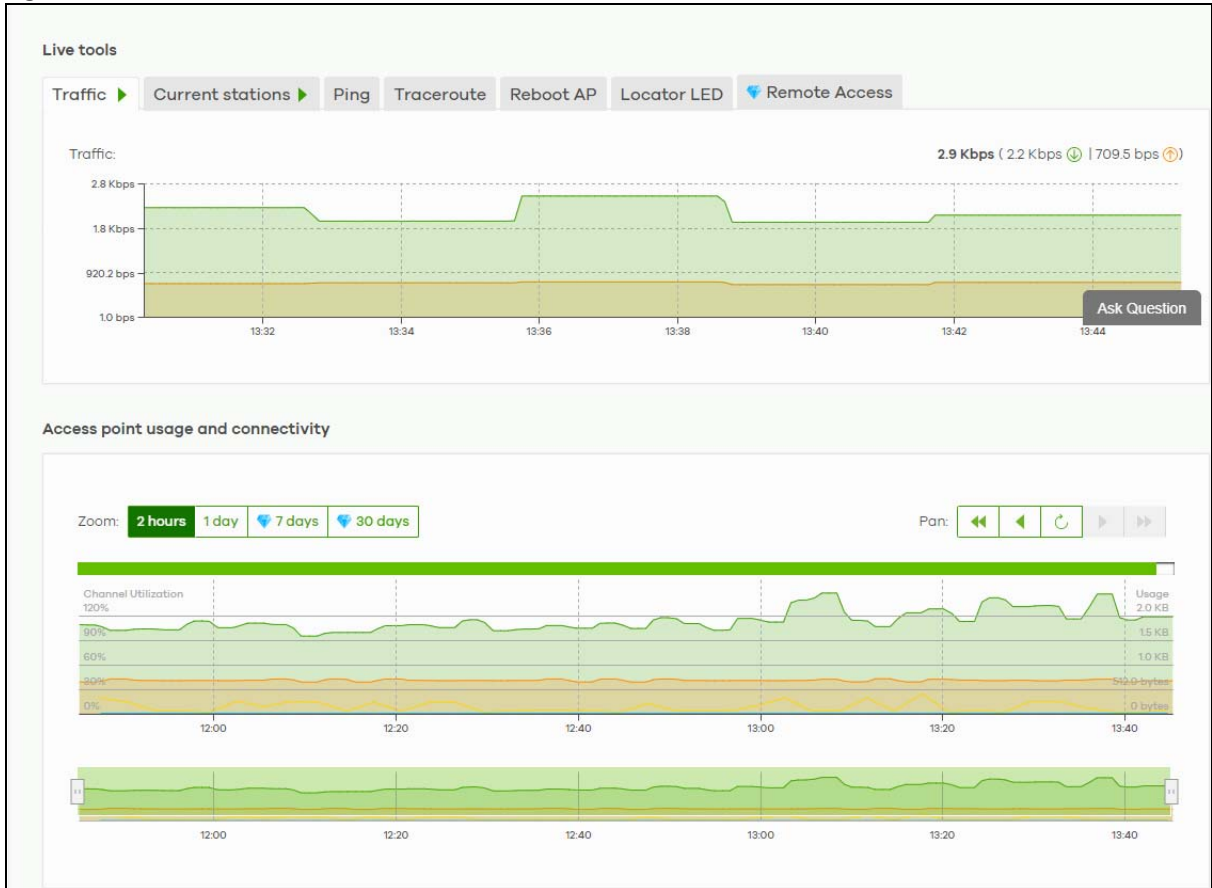 Live tools
Traffic Current stations Ping Traceroute Reboot AP Locator LED Remote Access
Traffic: 2.9 Kbps ( 2.2 Kbps | 709.5 bps )
2.8 Kbps
1.8 Kbps
920.2 bps
1.0 bps
Ask Question
13:32 13:34 13:36 13:38 13:40 13:42 13:44
Access point usage and connectivity
Zoom: 2 hours 1 day 7 days 30 days Pan:
Channel Utilization Usage
120% 2.0 KB
90% 1.5 KB
60% 1.0 KB
30% 512.0 bytes
0% 0 bytes
12:00 12:20 12:40 13:00 13:20 13:40
12:00 12:20 12:40 13:00 13:20 13:40